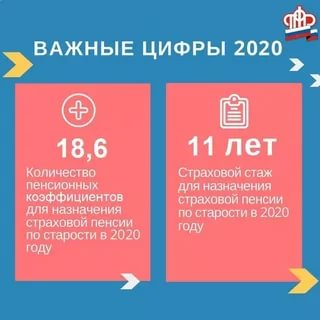 ВАЖНЫЕ ЦИФРЫ 2020
18,6
Количество
пенсионных
коэффициентов
для назначения
страховой пенсии
по старости в 2020
году
11 лет
Страховой стаж
для назначения
страховой пенсии
по старости в 2020
году